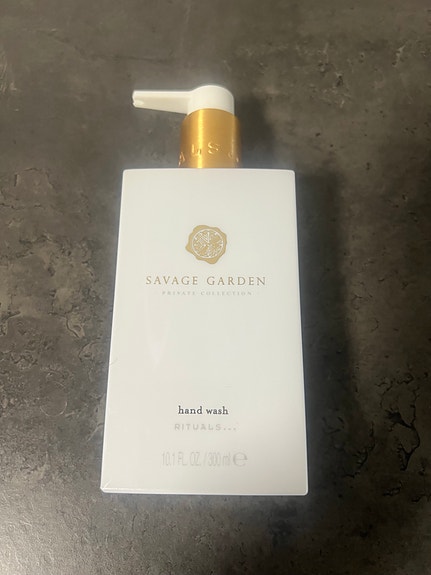 SAVAGE GARDEN
PRIVATE COLLECTION
hand wash
RITUALS...
10.1 FL. OZ. / 300 ml ℮